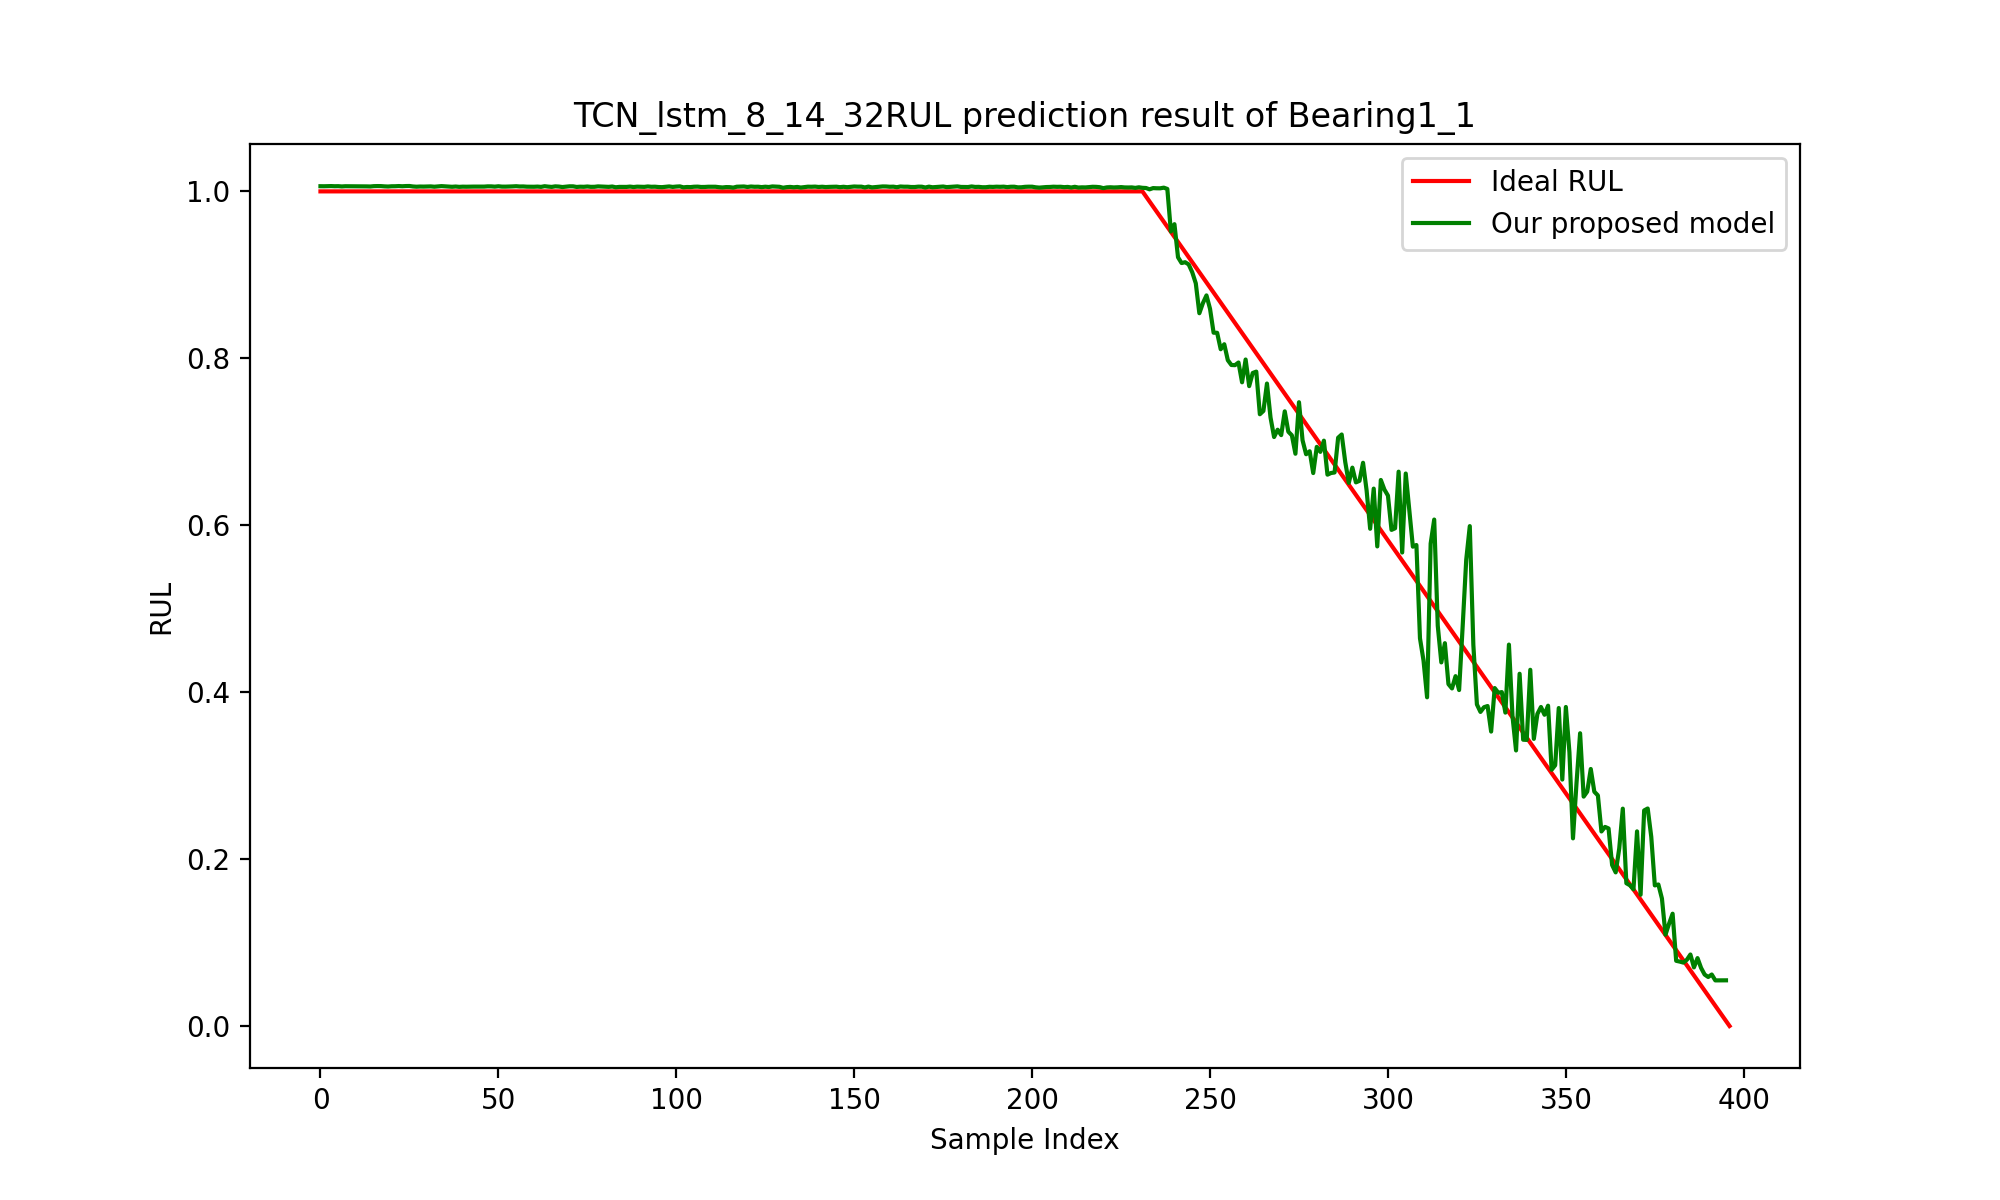 TCN_lstm_8_14_32RUL prediction result of Bearing1_1
Ideal RUL
Our proposed model
1.0
0.8
0.6
0.4
0.2
0.0
RUL
0 50 100 150 200 250 300 350 400
Sample Index